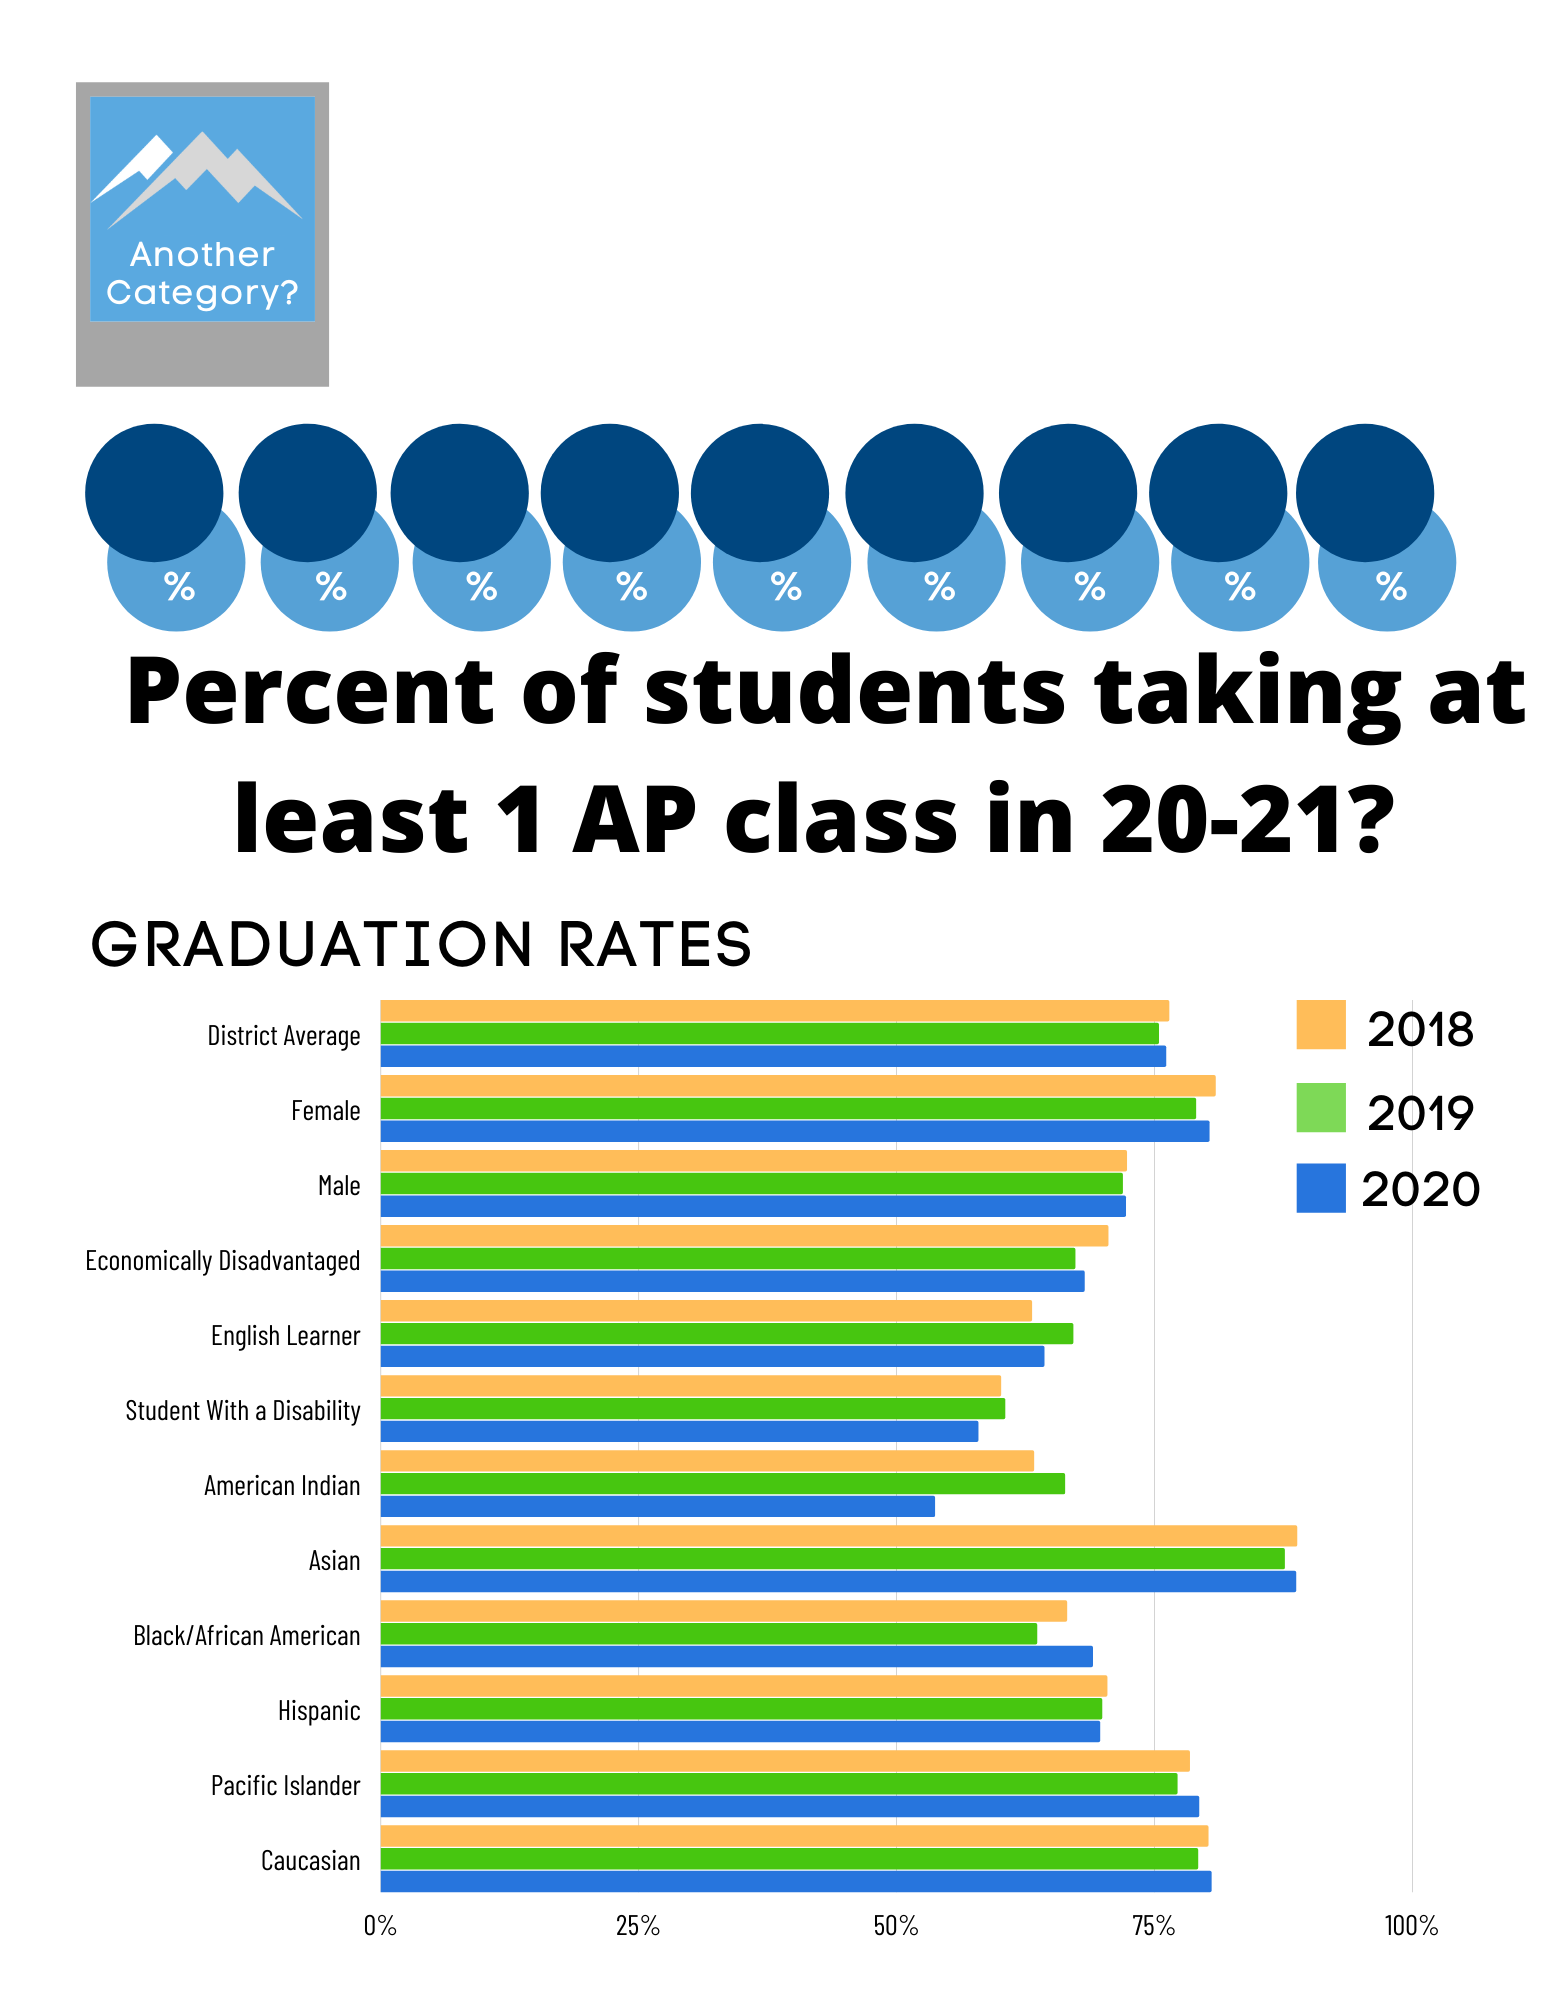 Another
Category?
% % % % % % % % %
Percent of students taking at
least 1 AP class in 20-21?
GRADUATION RATES
2018
2019
2020
District Average
Female
Male
Economically Disadvantaged
English Learner
Student With a Disability
American Indian
Asian
Black/African American
Hispanic
Pacific Islander
Caucasian
0% 25% 50% 75% 100%